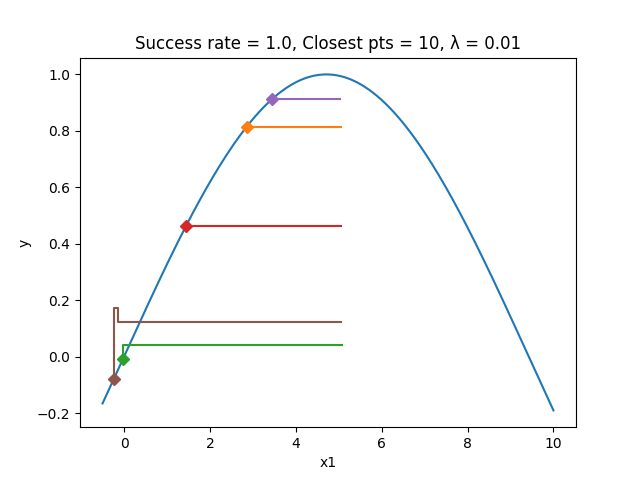 Success rate = 1.0, Closest pts = 10, λ = 0.01
1.0
0.8
0.6
0.4
0.2
0.0
−0.2
y
0 2 4 6 8 10
x1